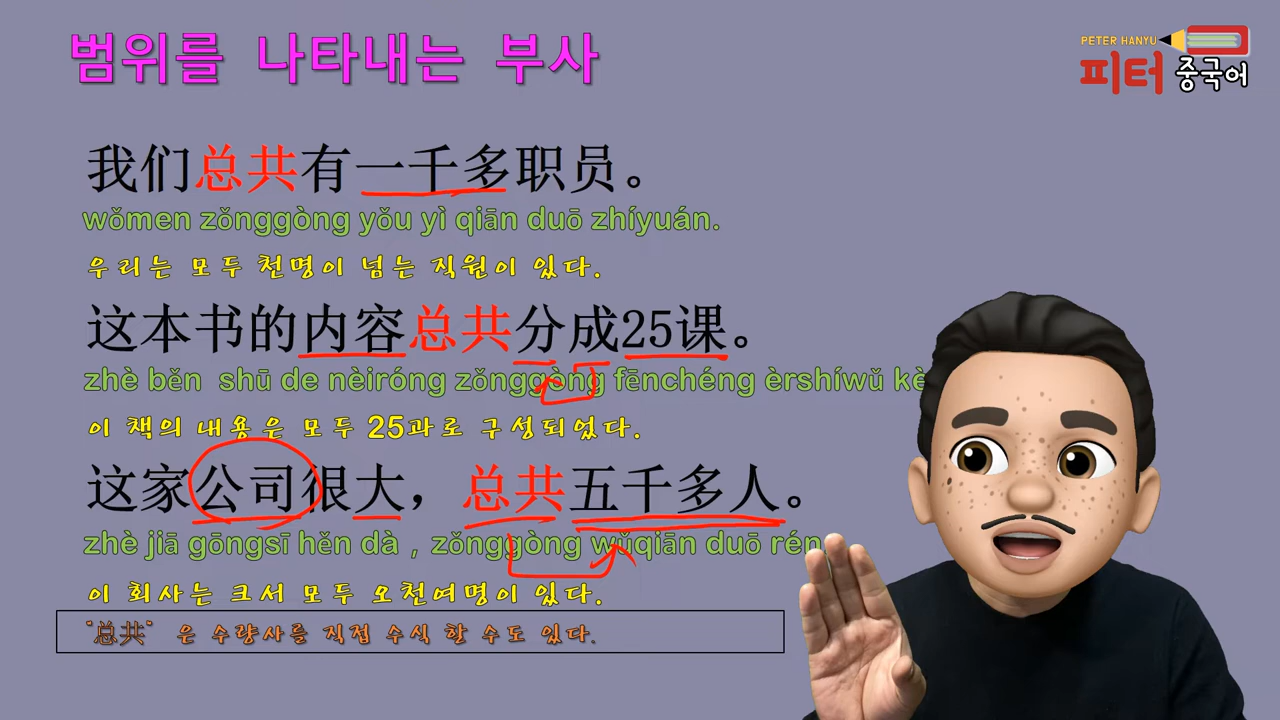 범위를 나타내는 부사
PETER HANYU
피터 중국어
我们总共有一千多职员。
wǒmen zǒnggòng yǒu yì qiān duō zhíyuán.
우리는 모두 천명이 넘는 직원이 있다.
这本书的内容总共分成25课。
zhè běn shū de nèiróng zǒnggòng fēnchéng èrshíwǔ kè
이 책의 내용은 모두 25과로 구성되었다.
这家公司很大，总共五千多人。
zhè jiā gōngsī hěn dà , zǒnggòng wǔqiān duō rén
이 회사는 크서 모두 오천여명이 있다.
"总共" 은 수량사를 직접 수식 할 수도 있다.